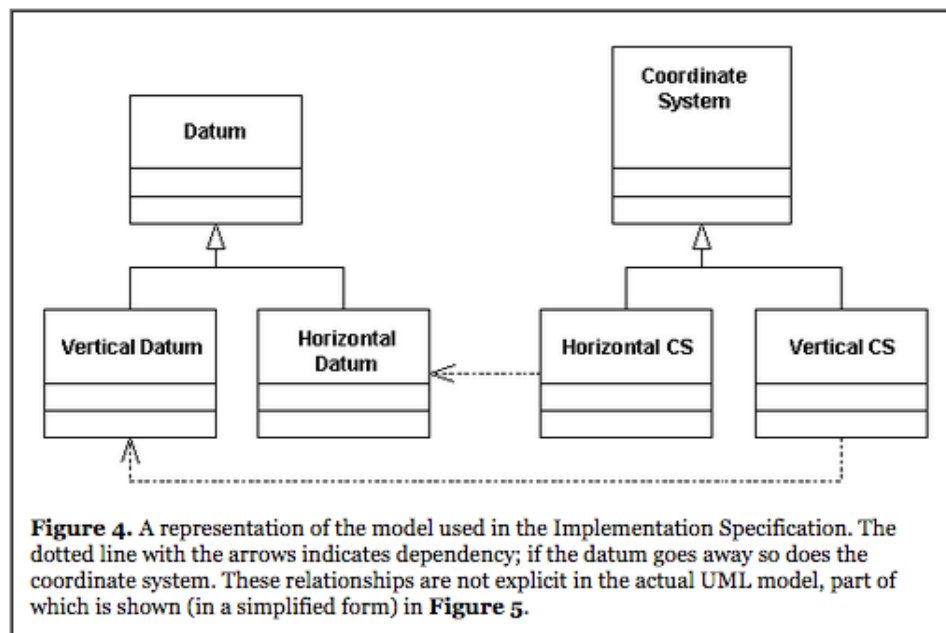 Coordinate
System
Datum
Vertical Datum
Horizontal
Datum
Horizontal CS
Vertical CS
Figure 4. A representation of the model used in the Implementation Specification. The
dotted line with the arrows indicates dependency; if the datum goes away so does the
coordinate system. These relationships are not explicit in the actual UML model, part of
which is shown (in a simplified form) in Figure 5.